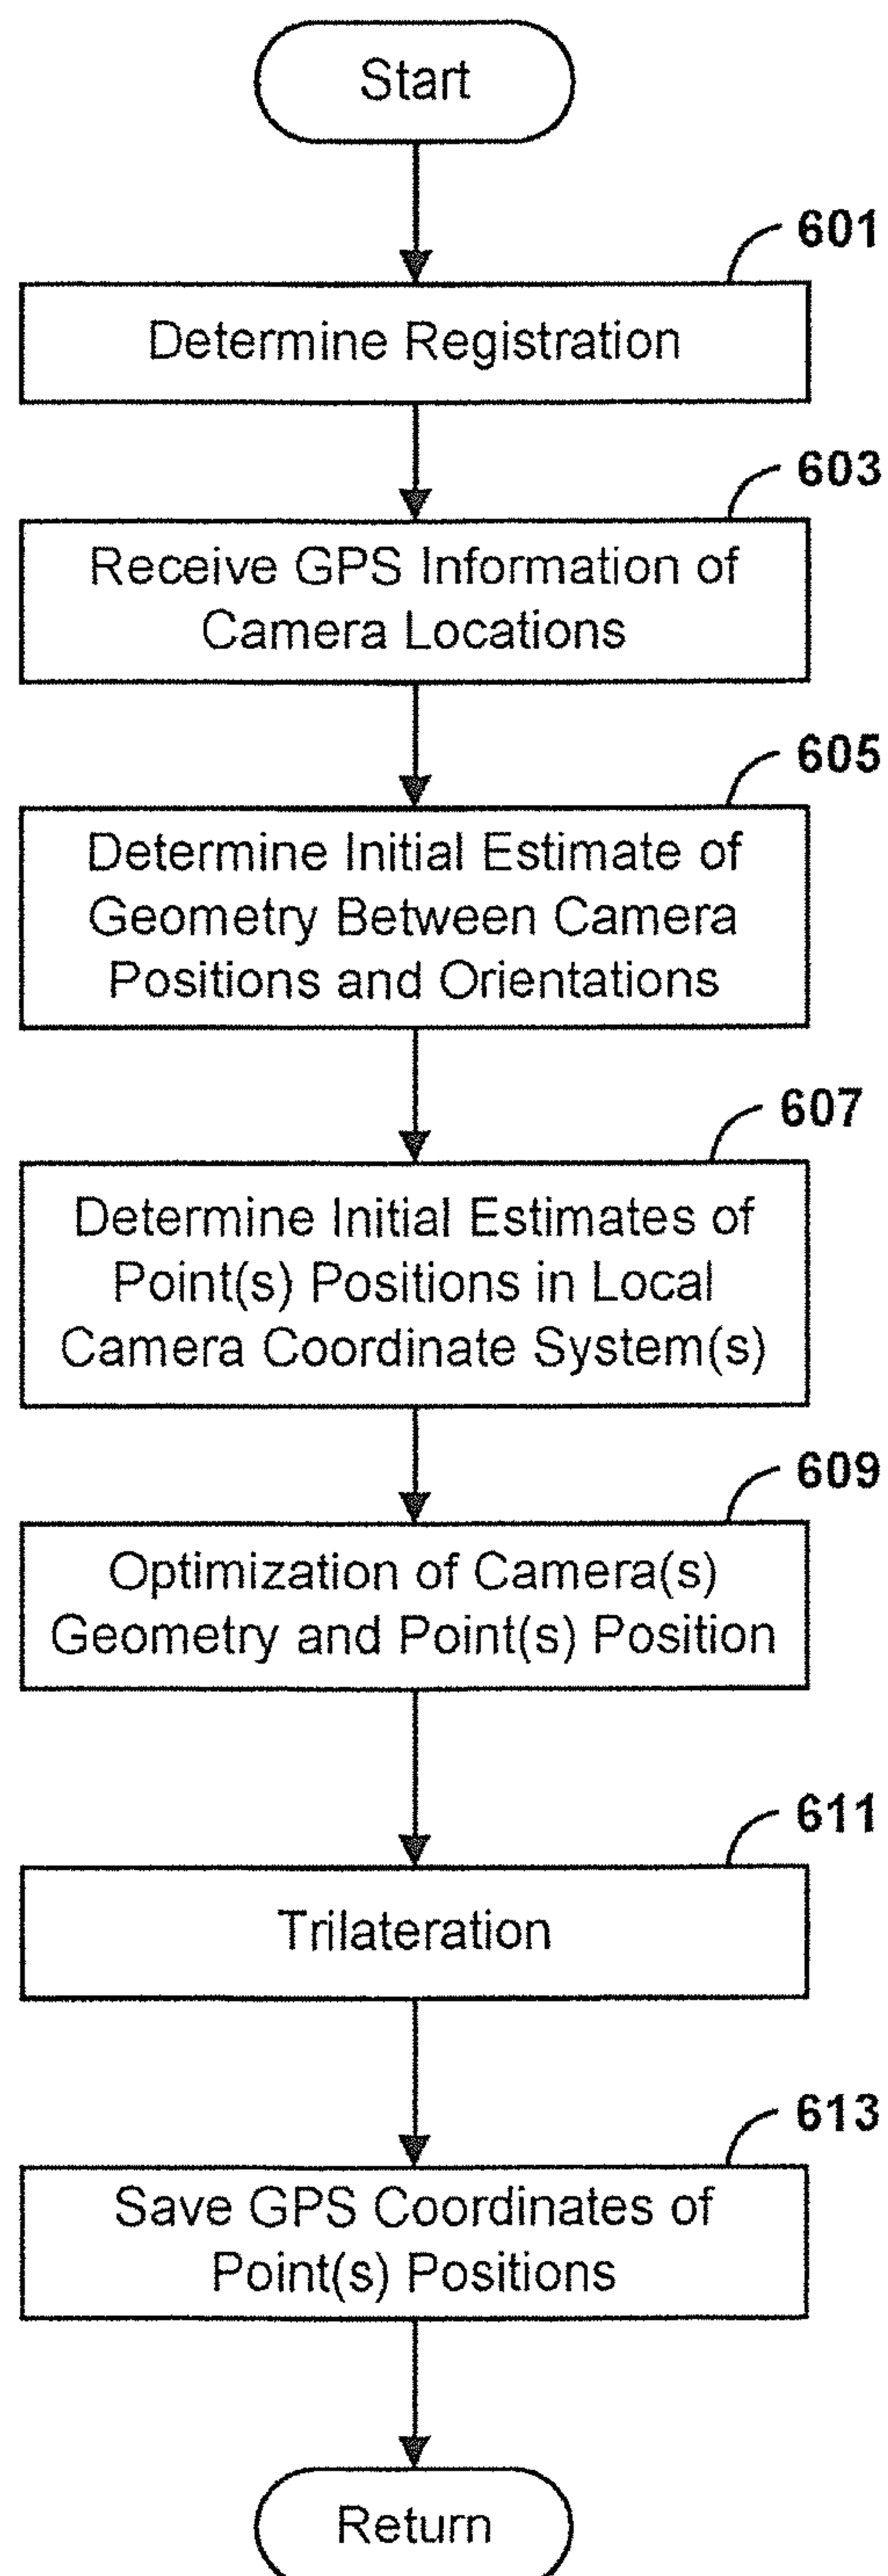 Start
601
Determine Registration
603
Receive GPS Information of
Camera Locations
605
Determine Initial Estimate of
Geometry Between Camera
Positions and Orientations
607
Determine Initial Estimates of
Point(s) Positions in Local
Camera Coordinate System(s)
609
Optimization of Camera(s)
Geometry and Point(s) Position
611
Trilateration
613
Save GPS Coordinates of
Point(s) Positions
Return